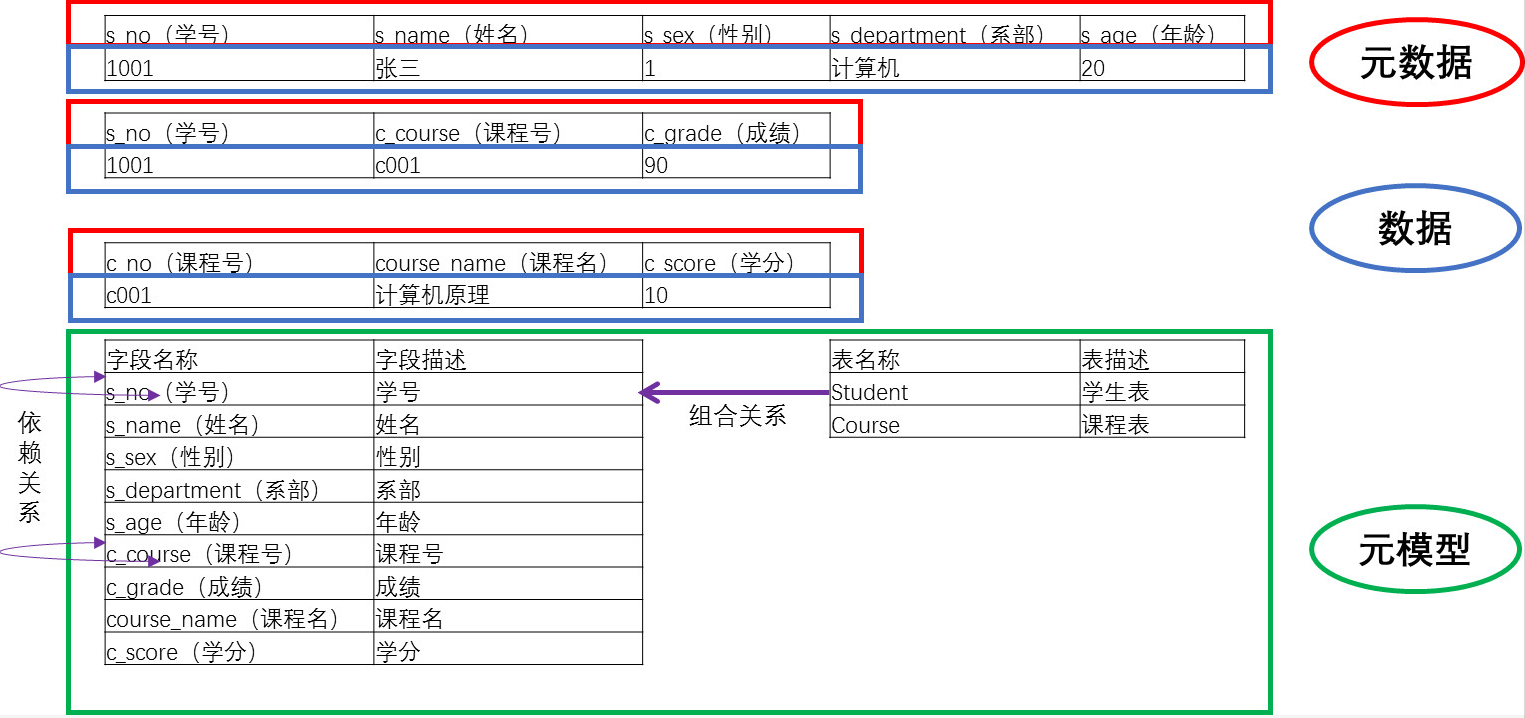 s_no（学号） s_name（姓名） s_sex（性别） s_department（系部） s_age（年龄）
1001 张三 1 计算机 20
元数据
s_no（学号） c_course（课程号） c_grade（成绩）
1001 c001 90
数据
c_no（课程号） course_name（课程名） c_score（学分）
c001 计算机原理 10
字段名称 字段描述
s_no（学号） 学号
s_name（姓名） 姓名
s_sex（性别） 性别
s_department（系部） 系部
s_age（年龄） 年龄
c_course（课程号） 课程号
c_grade（成绩） 成绩
course_name（课程名） 课程名
c_score（学分） 学分
依赖关系
组合关系
表名称 表描述
Student 学生表
Course 课程表
元模型